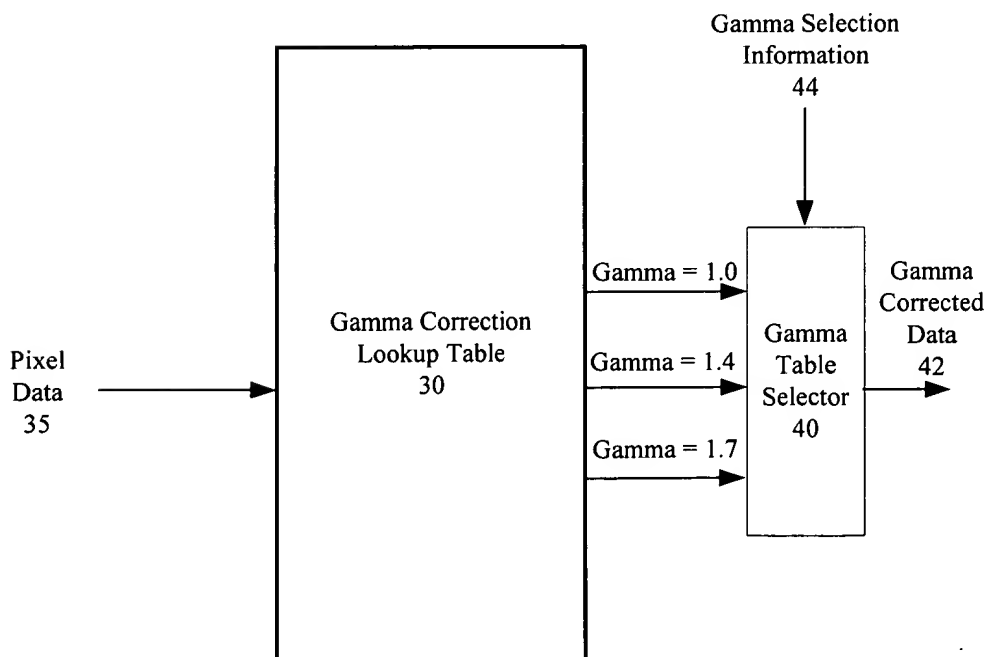 Gamma Selection
Information
44
Pixel
Data
35
Gamma Correction
Lookup Table
30
Gamma = 1.0
Gamma = 1.4
Gamma = 1.7
Gamma
Table
Selector
40
Gamma
Corrected
Data
42